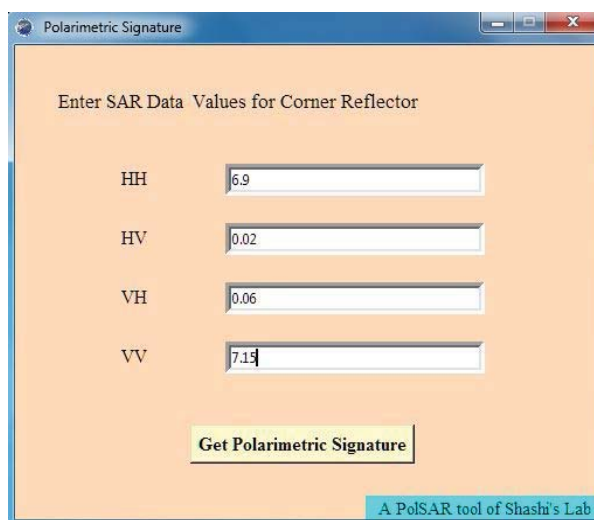 Polarimetric Signature
Enter SAR Data Values for Corner Reflector
HH 6.9
HV 0.02
VH 0.06
VV 7.15
Get Polarimetric Signature
A PolSAR tool of Shashi's Lab